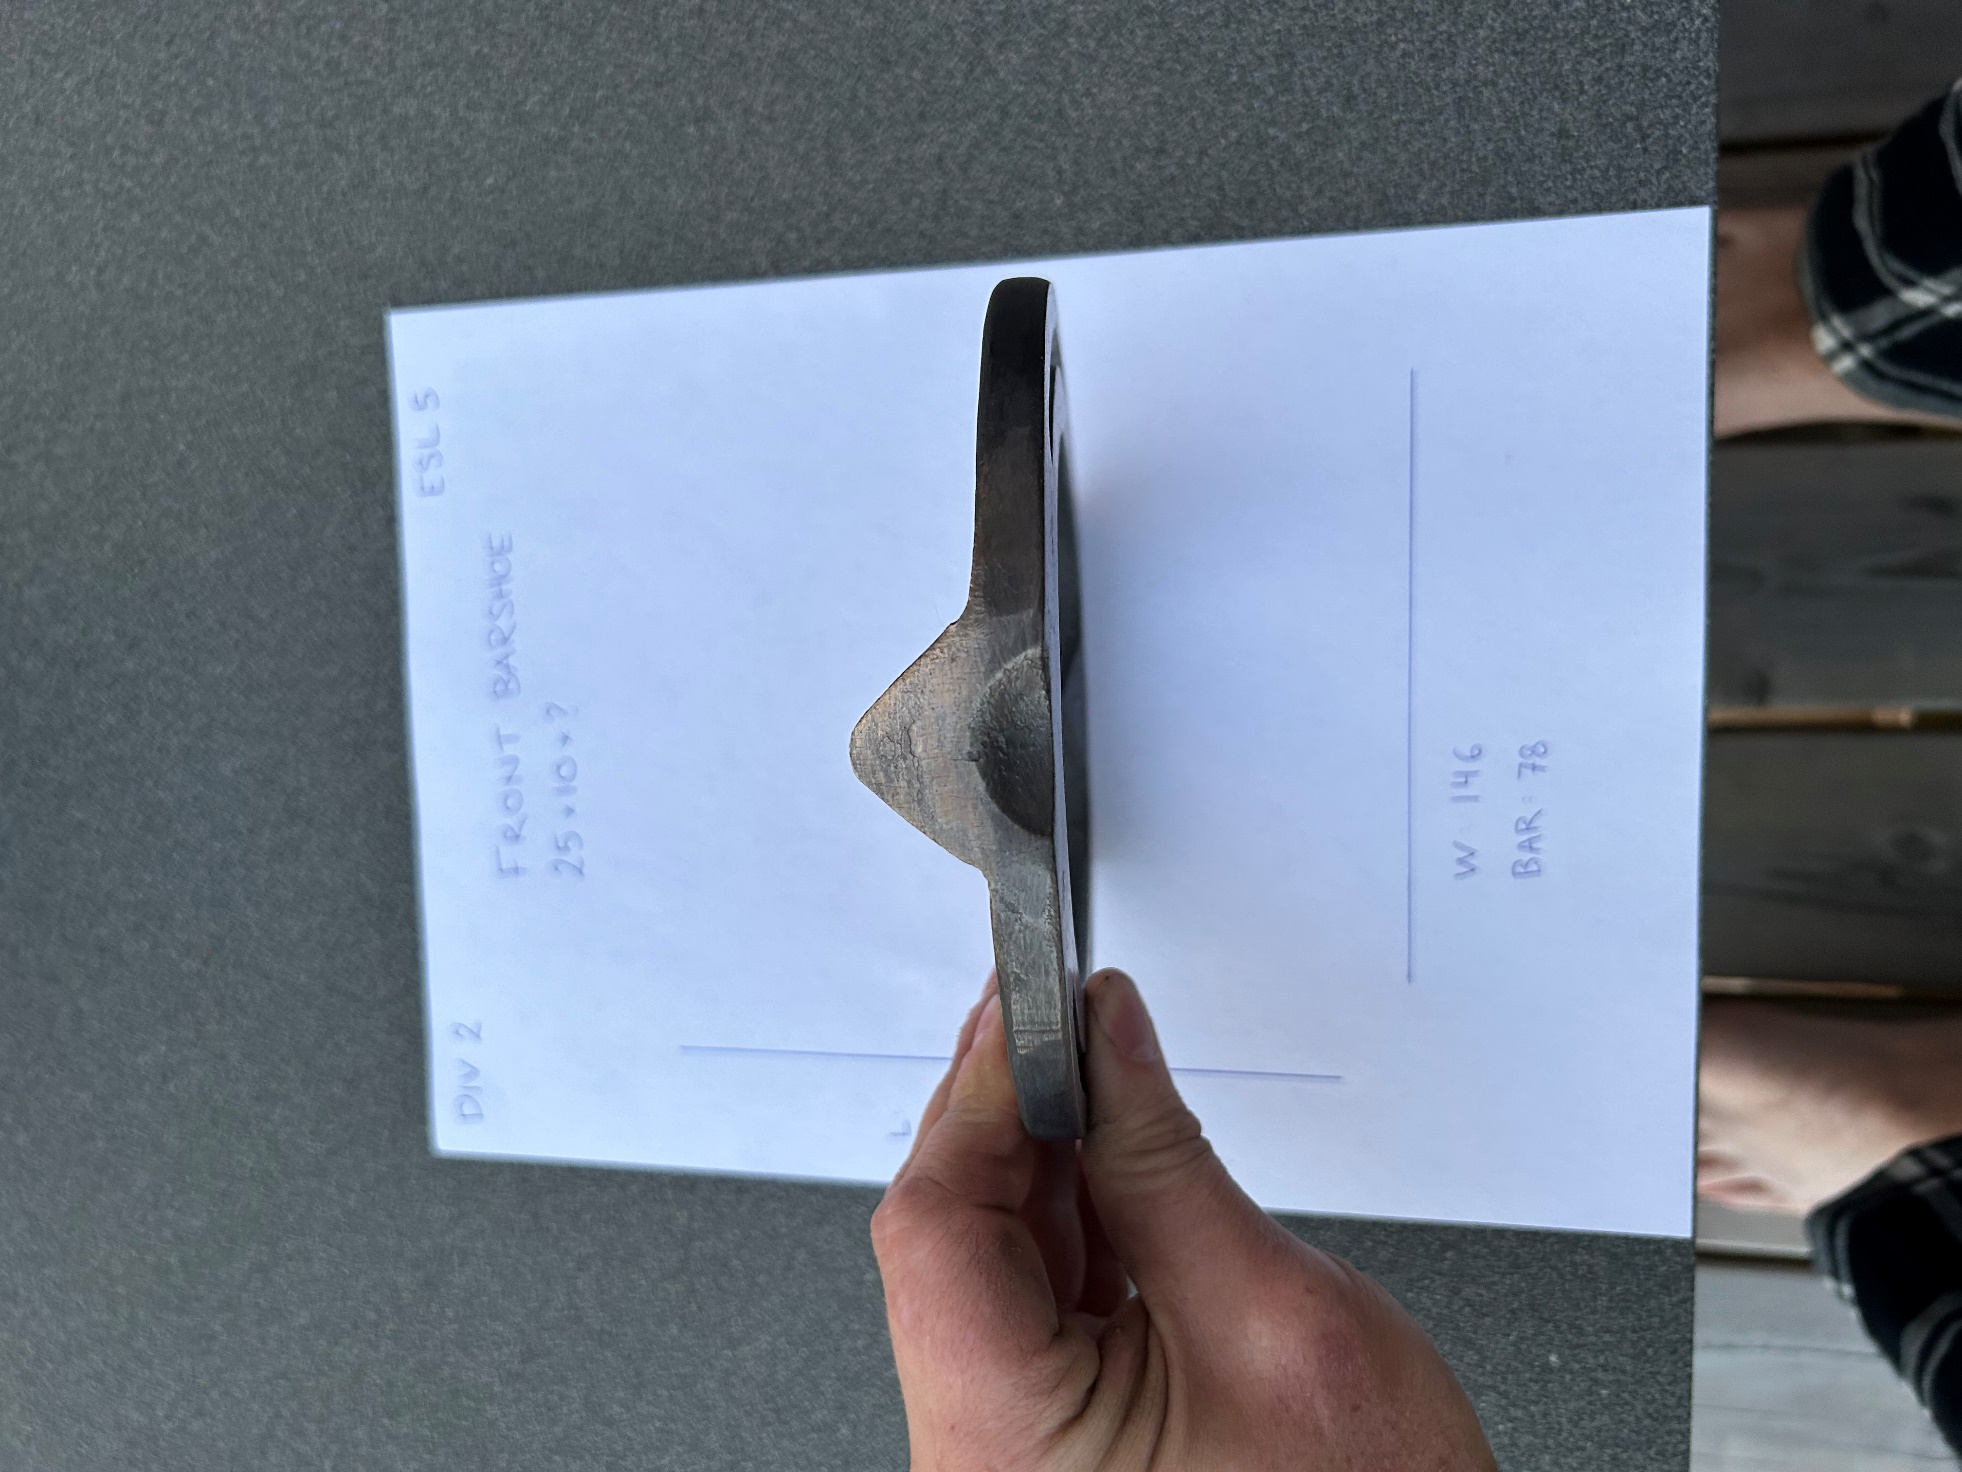 DIV 2
ESL 5
FRONT BARSHOE
25 × 10 × ?
L
W = 146
BAR = 78